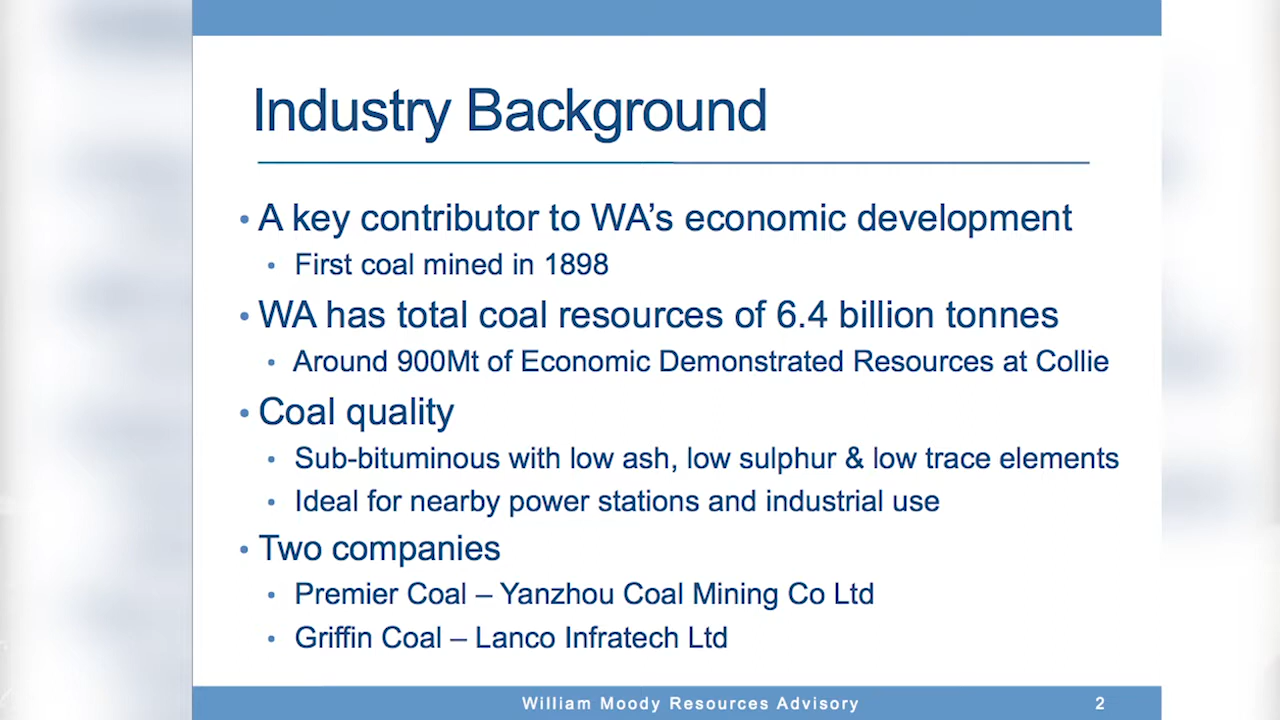 Industry Background
• A key contributor to WA's economic development
• First coal mined in 1898
• WA has total coal resources of 6.4 billion tonnes
• Around 900Mt of Economic Demonstrated Resources at Collie
• Coal quality
• Sub-bituminous with low ash, low sulphur & low trace elements
• Ideal for nearby power stations and industrial use
• Two companies
• Premier Coal – Yanzhou Coal Mining Co Ltd
• Griffin Coal – Lanco Infratech Ltd
William Moody Resources Advisory 2